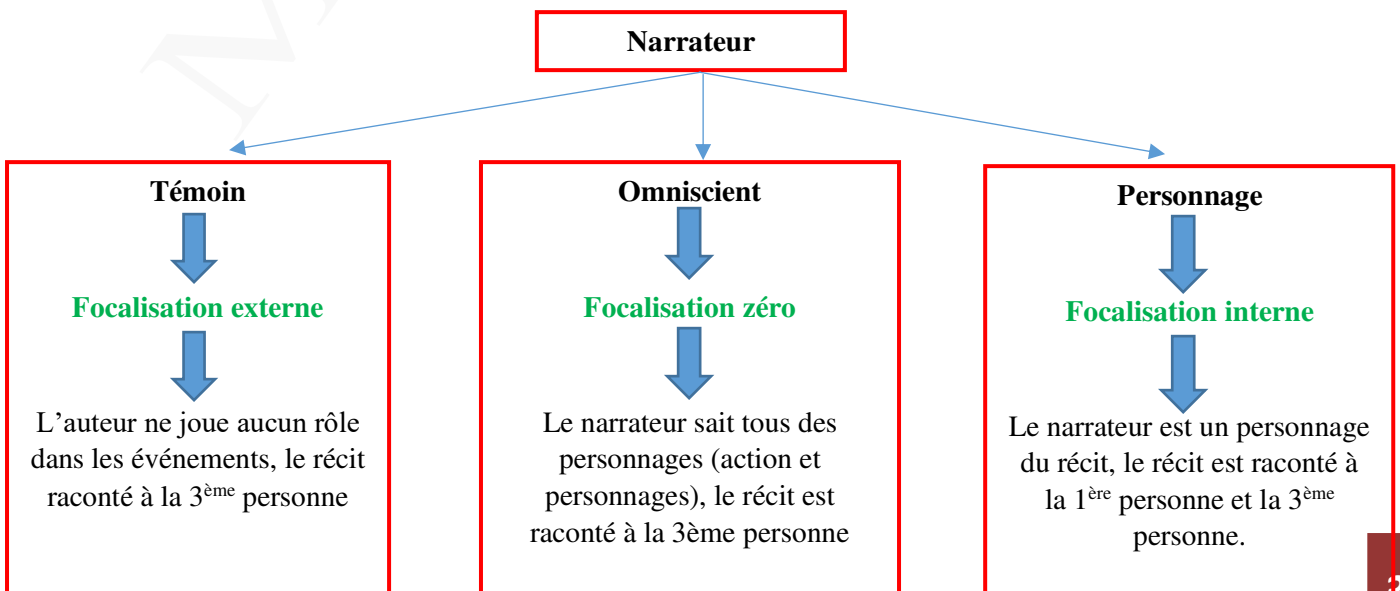 Narrateur
Témoin
Focalisation externe
L’auteur ne joue aucun rôle
dans les événements, le récit
raconté à la 3ème personne
Omniscient
Focalisation zéro
Le narrateur sait tous des
personnages (action et
personnages), le récit est
raconté à la 3ème personne
Personnage
Focalisation interne
Le narrateur est un personnage
du récit, le récit est raconté à
la 1ère personne et la 3ème
personne.